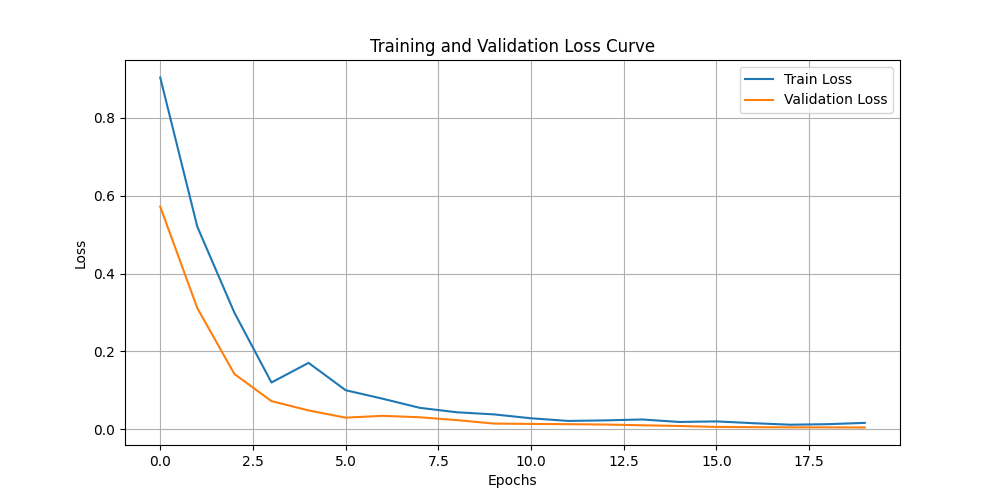 Training and Validation Loss Curve
Train Loss
Validation Loss
0.8
0.6
0.4
0.2
0.0
Loss
0.0 2.5 5.0 7.5 10.0 12.5 15.0 17.5
Epochs